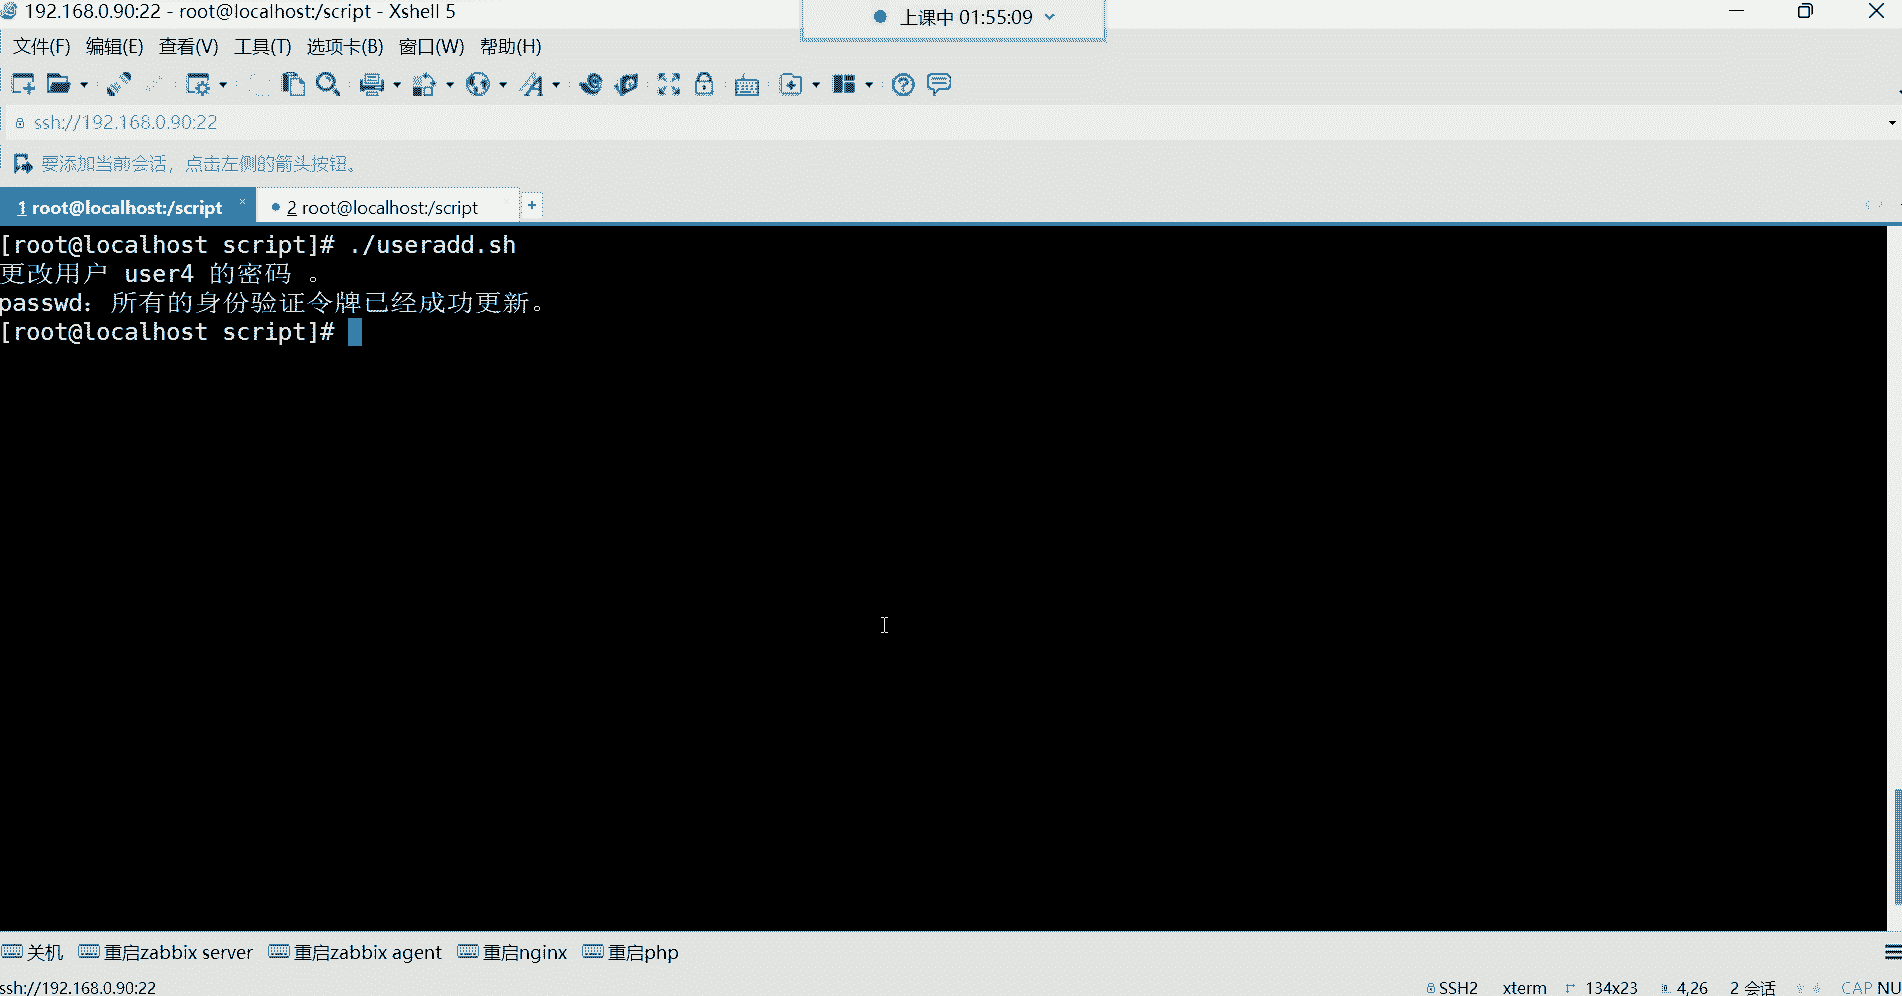 192.168.0.90:22 - root@localhost:/script - Xshell 5
上课中 01:55:09
文件(F) 编辑(E) 查看(V) 工具(T) 选项卡(B) 窗口(W) 帮助(H)
ssh://192.168.0.90:22
要添加当前会话，点击左侧的箭头按钮。
1 root@localhost:/script × 2 root@localhost:/script +
[root@localhost script]# ./useradd.sh
更改用户 user4 的密码 。
passwd：所有的身份验证令牌已经成功更新。
[root@localhost script]#
关机 重启zabbix server 重启zabbix agent 重启nginx 重启php
ssh://192.168.0.90:22 SSH2 xterm 134x23 4,26 2 会话 CAP NU